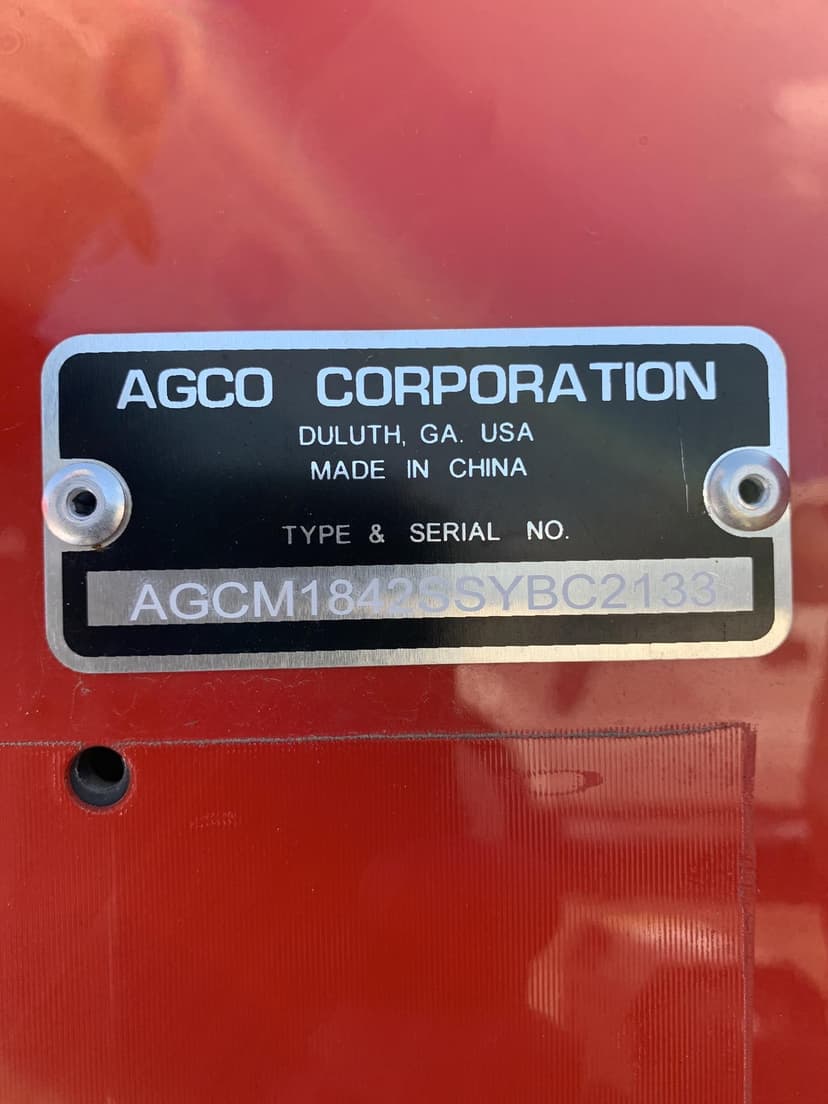 AGCO CORPORATION
DULUTH, GA. USA
MADE IN CHINA
TYPE & SERIAL NO.
AGCM1842SSYBC2133